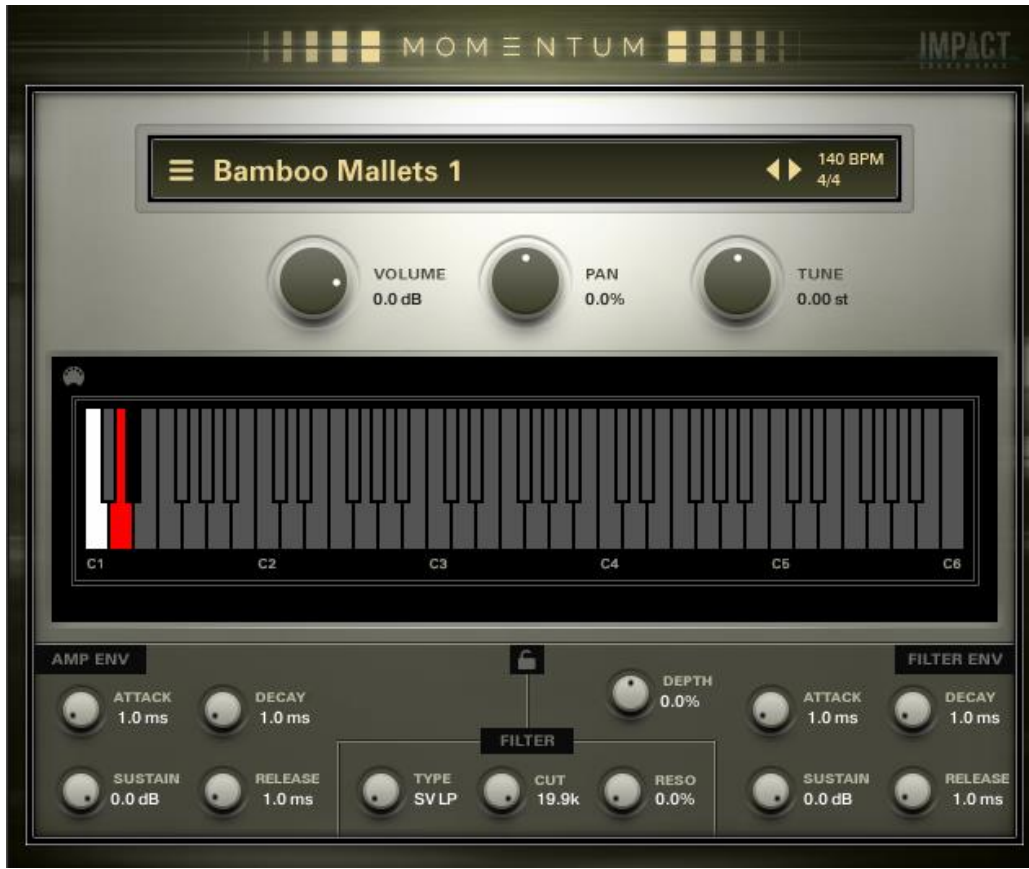 MOMENTUM
IMPACT
SOUNDWORKS
Bamboo Mallets 1
140 BPM
4/4
VOLUME
0.0 dB
PAN
0.0%
TUNE
0.00 st
C1 C2 C3 C4 C5 C6
AMP ENV
FILTER ENV
ATTACK
1.0 ms
DECAY
1.0 ms
DEPTH
0.0%
ATTACK
1.0 ms
DECAY
1.0 ms
FILTER
SUSTAIN
0.0 dB
RELEASE
1.0 ms
TYPE
SV LP
CUT
19.9k
RESO
0.0%
SUSTAIN
0.0 dB
RELEASE
1.0 ms